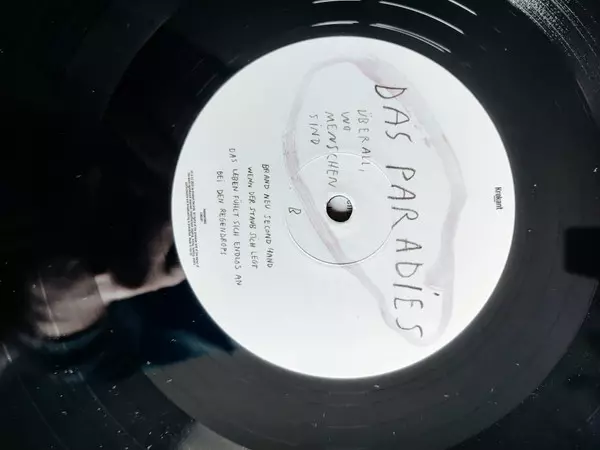 DAS PARADIES
ÜBERALL,
WO
MENSCHEN
SIND
B
BRAND NEU SECOND HAND
WENN DER STAUB SICH LEGT
DAS LEBEN FÜHLT SICH ENDLOS AN
BEI DEN REGENDROPS
Krokant